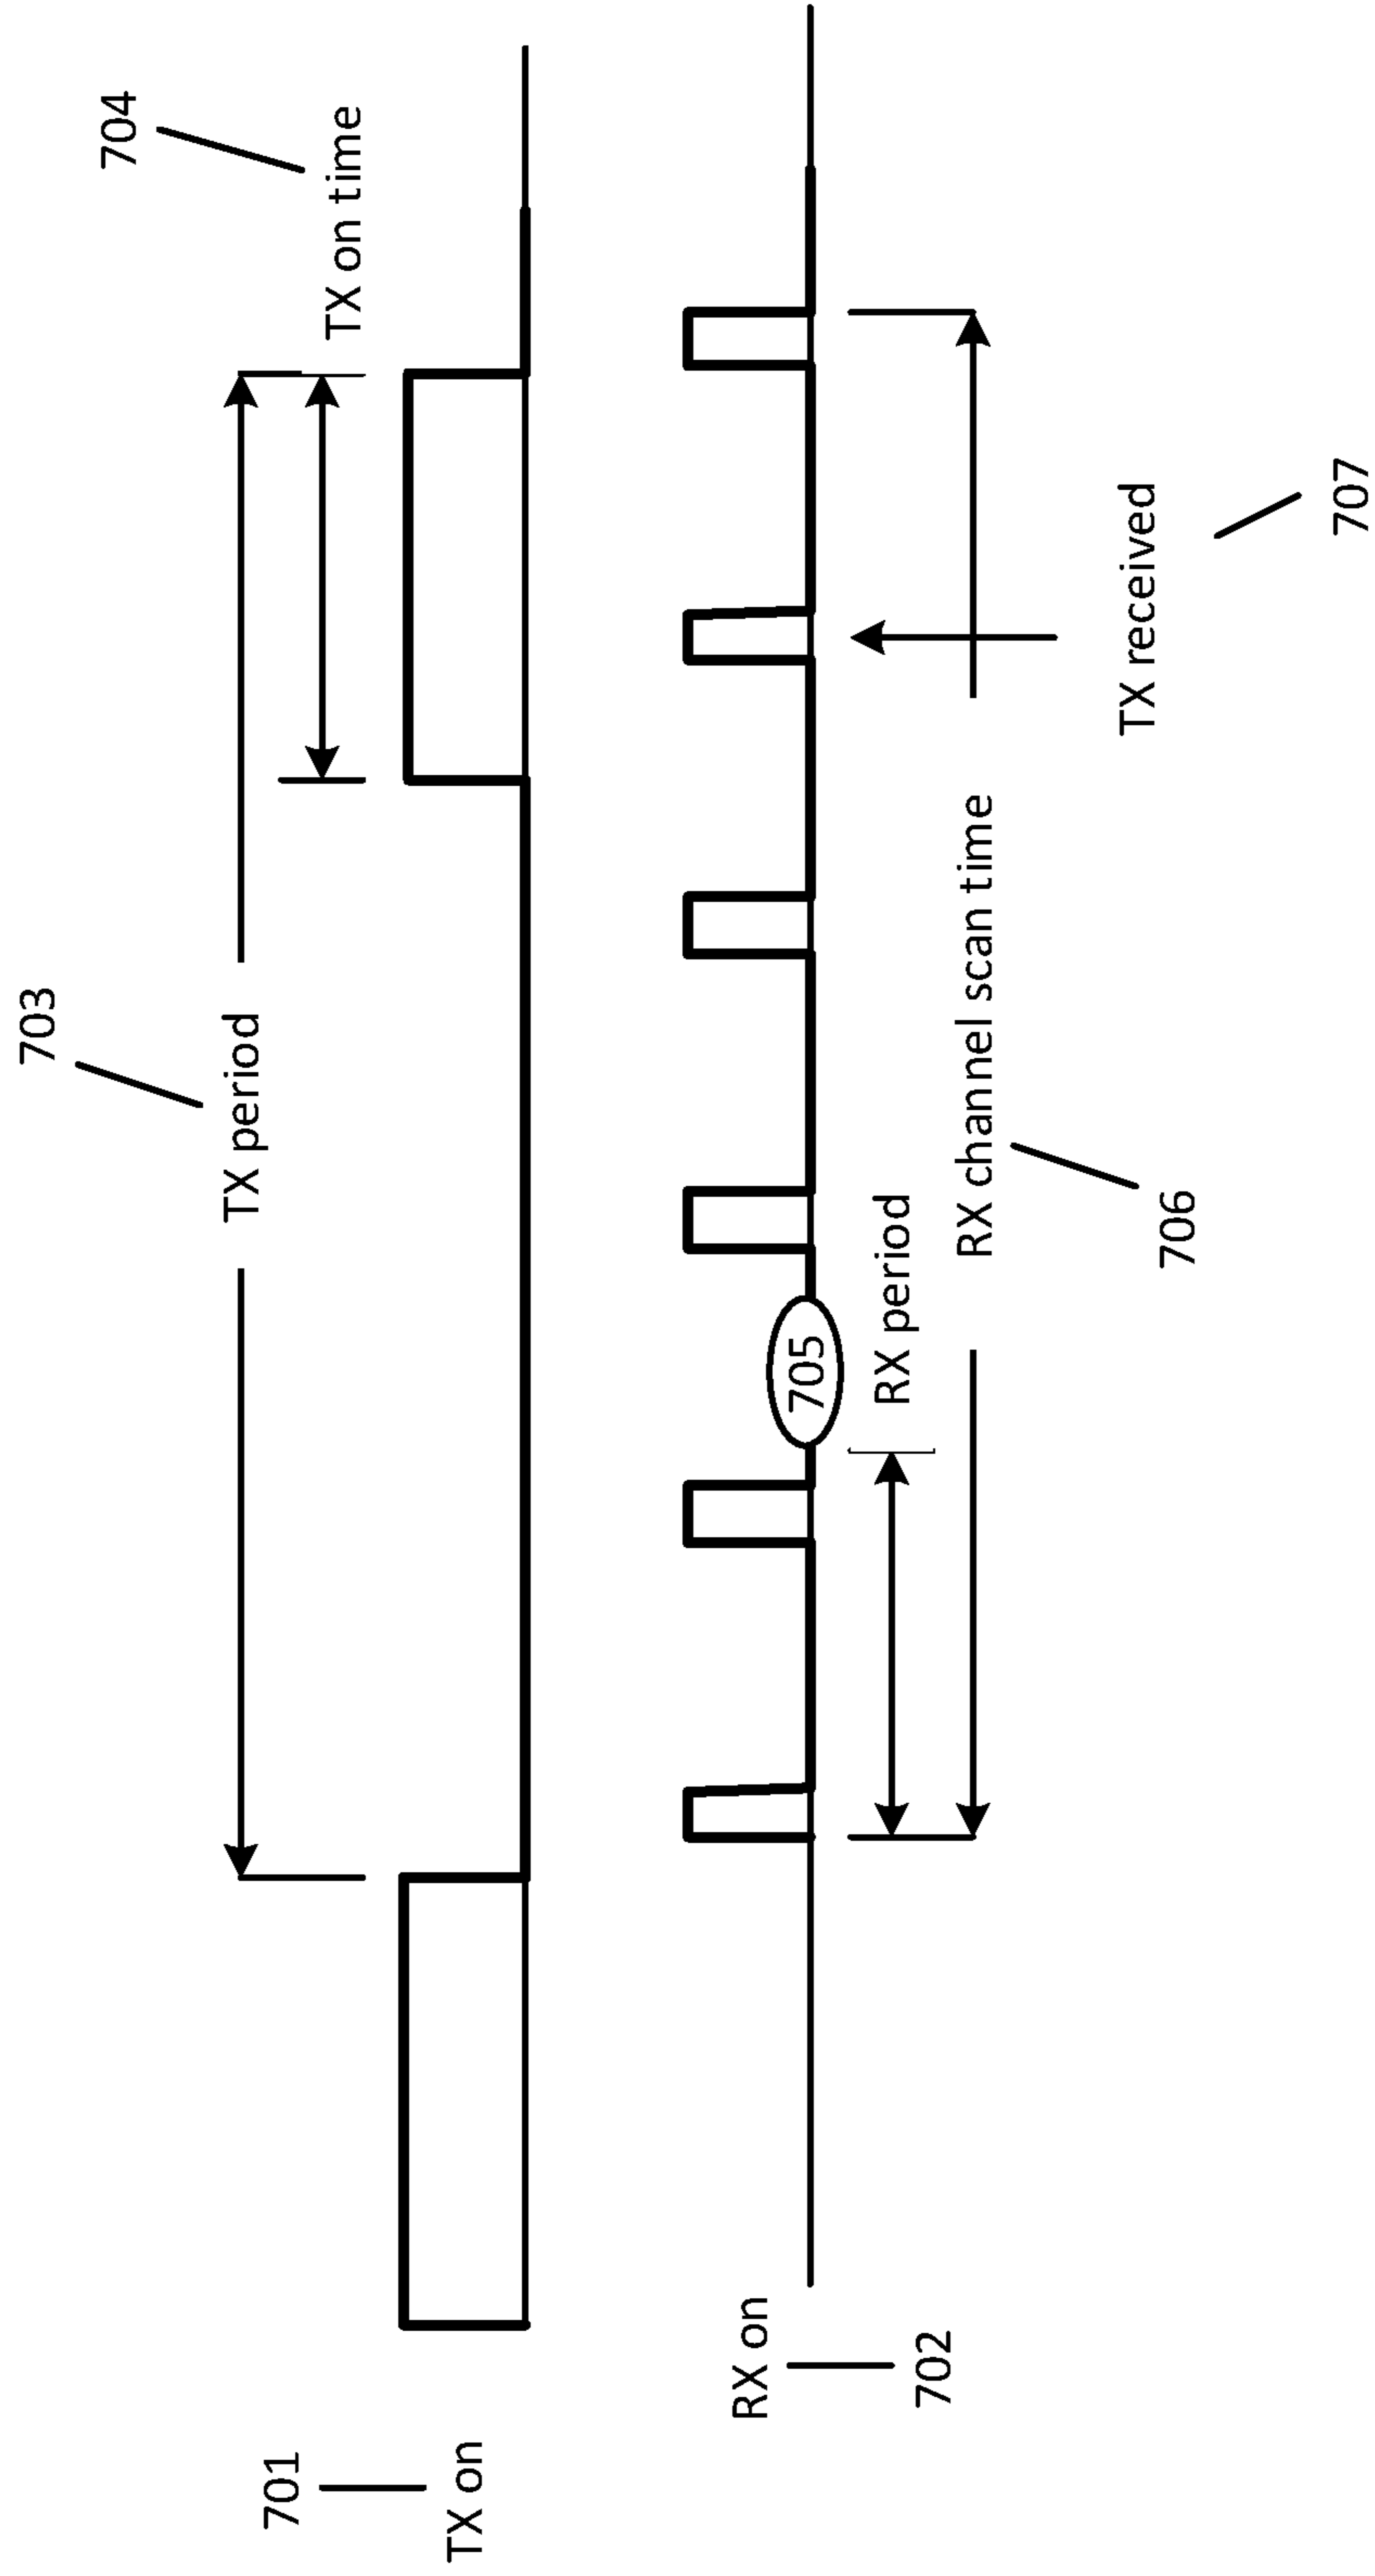 703
TX period
704
TX on time
701
TX on
RX on
702
705
RX period
RX channel scan time
706
TX received
707